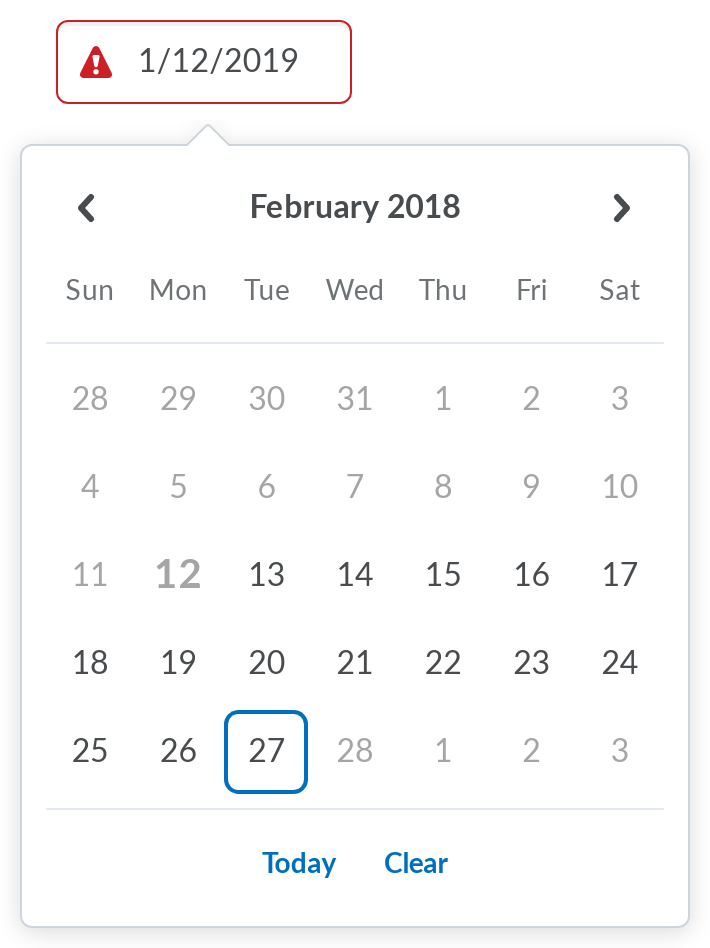 1/12/2019
February 2018
Sun Mon Tue Wed Thu Fri Sat
28 29 30 31 1 2 3
4 5 6 7 8 9 10
11 12 13 14 15 16 17
18 19 20 21 22 23 24
25 26 27 28 1 2 3
Today Clear